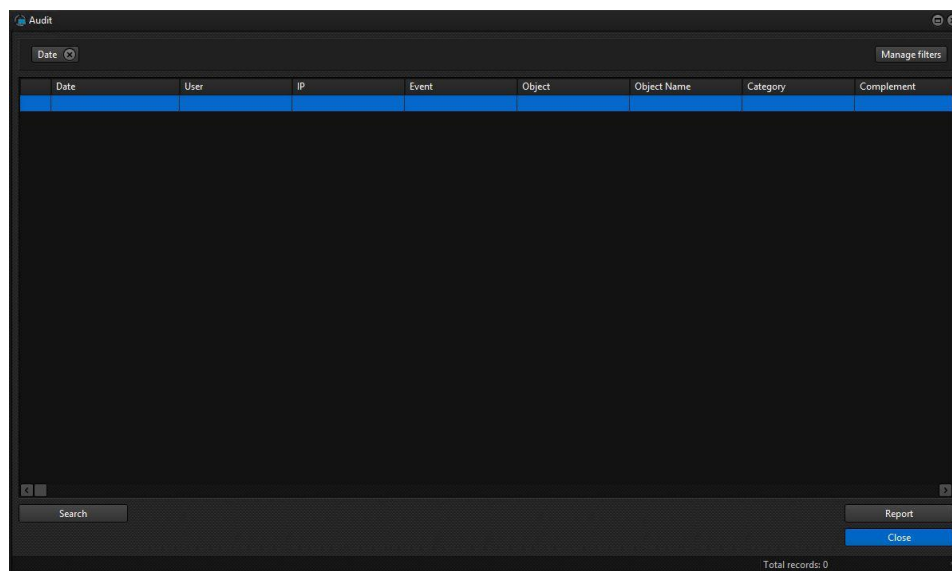 Audit
Date
Manage filters
Date User IP Event Object Object Name Category Complement
Search
Report
Close
Total records: 0